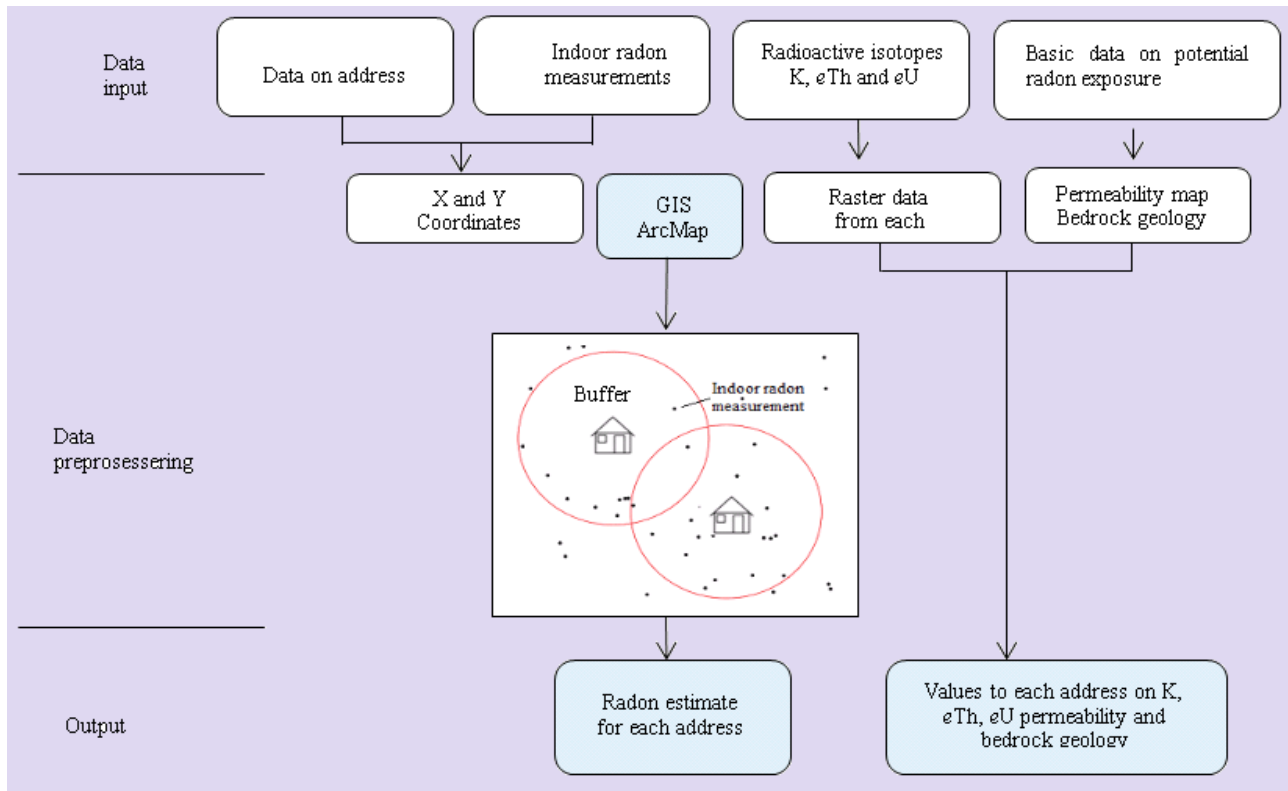 Data
input
Data on address
Indoor radon
measurements
Radioactive isotopes
K, eTh and eU
Basic data on potential
radon exposure
X and Y
Coordinates
GIS
ArcMap
Raster data
from each
Permeability map
Bedrock geology
Data
preprosessering
Buffer
Indoor radon
measurement
Output
Radon estimate
for each address
Values to each address on K,
eTh, eU permeability and
bedrock geology